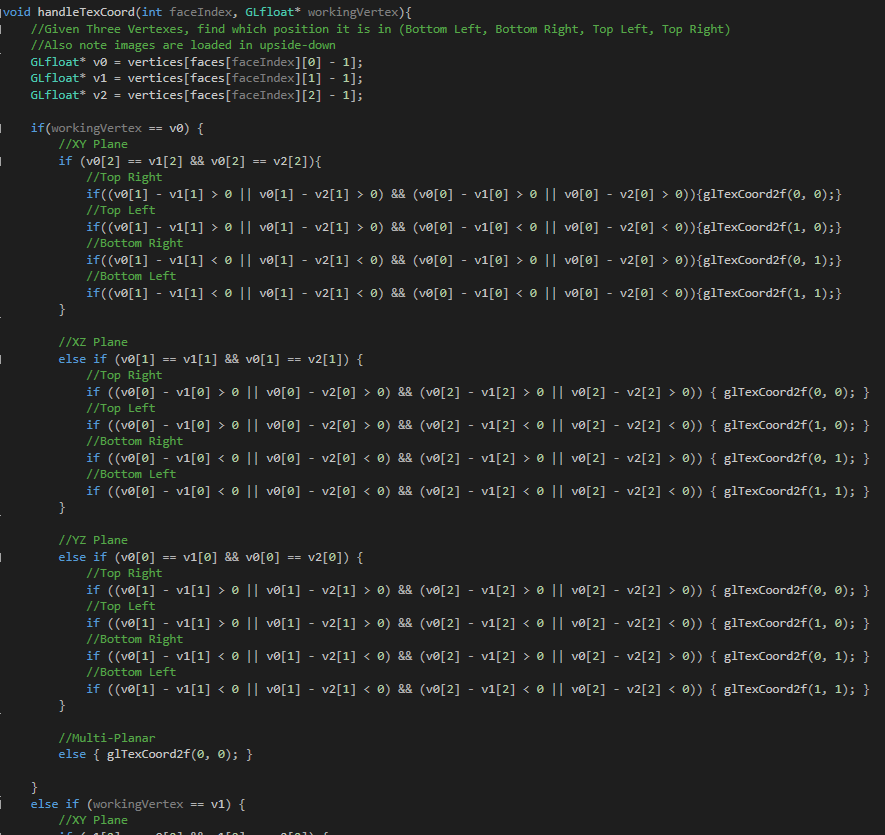 void handleTexCoord(int faceIndex, GLfloat* workingVertex){
//Given Three Vertexes, find which position it is in (Bottom Left, Bottom Right, Top Left, Top Right)
//Also note images are loaded in upside-down
GLfloat* v0 = vertices[faces[faceIndex][0] - 1];
GLfloat* v1 = vertices[faces[faceIndex][1] - 1];
GLfloat* v2 = vertices[faces[faceIndex][2] - 1];
if(workingVertex == v0) {
//XY Plane
if (v0[2] == v1[2] && v0[2] == v2[2]){
//Top Right
if((v0[1] - v1[1] > 0 || v0[1] - v2[1] > 0) && (v0[0] - v1[0] > 0 || v0[0] - v2[0] > 0)){glTexCoord2f(0, 0);}
//Top Left
if((v0[1] - v1[1] > 0 || v0[1] - v2[1] > 0) && (v0[0] - v1[0] < 0 || v0[0] - v2[0] < 0)){glTexCoord2f(1, 0);}
//Bottom Right
if((v0[1] - v1[1] < 0 || v0[1] - v2[1] < 0) && (v0[0] - v1[0] > 0 || v0[0] - v2[0] > 0)){glTexCoord2f(0, 1);}
//Bottom Left
if((v0[1] - v1[1] < 0 || v0[1] - v2[1] < 0) && (v0[0] - v1[0] < 0 || v0[0] - v2[0] < 0)){glTexCoord2f(1, 1);}
}
//XZ Plane
else if (v0[1] == v1[1] && v0[1] == v2[1]) {
//Top Right
if ((v0[0] - v1[0] > 0 || v0[0] - v2[0] > 0) && (v0[2] - v1[2] > 0 || v0[2] - v2[2] > 0)) { glTexCoord2f(0, 0); }
//Top Left
if ((v0[0] - v1[0] > 0 || v0[0] - v2[0] > 0) && (v0[2] - v1[2] < 0 || v0[2] - v2[2] < 0)) { glTexCoord2f(1, 0); }
//Bottom Right
if ((v0[0] - v1[0] < 0 || v0[0] - v2[0] < 0) && (v0[2] - v1[2] > 0 || v0[2] - v2[2] > 0)) { glTexCoord2f(0, 1); }
//Bottom Left
if ((v0[0] - v1[0] < 0 || v0[0] - v2[0] < 0) && (v0[2] - v1[2] < 0 || v0[2] - v2[2] < 0)) { glTexCoord2f(1, 1); }
}
//YZ Plane
else if (v0[0] == v1[0] && v0[0] == v2[0]) {
//Top Right
if ((v0[1] - v1[1] > 0 || v0[1] - v2[1] > 0) && (v0[2] - v1[2] > 0 || v0[2] - v2[2] > 0)) { glTexCoord2f(0, 0); }
//Top Left
if ((v0[1] - v1[1] > 0 || v0[1] - v2[1] > 0) && (v0[2] - v1[2] < 0 || v0[2] - v2[2] < 0)) { glTexCoord2f(1, 0); }
//Bottom Right
if ((v0[1] - v1[1] < 0 || v0[1] - v2[1] < 0) && (v0[2] - v1[2] > 0 || v0[2] - v2[2] > 0)) { glTexCoord2f(0, 1); }
//Bottom Left
if ((v0[1] - v1[1] < 0 || v0[1] - v2[1] < 0) && (v0[2] - v1[2] < 0 || v0[2] - v2[2] < 0)) { glTexCoord2f(1, 1); }
}
//Multi-Planar
else { glTexCoord2f(0, 0); }
}
else if (workingVertex == v1) {
//XY Plane